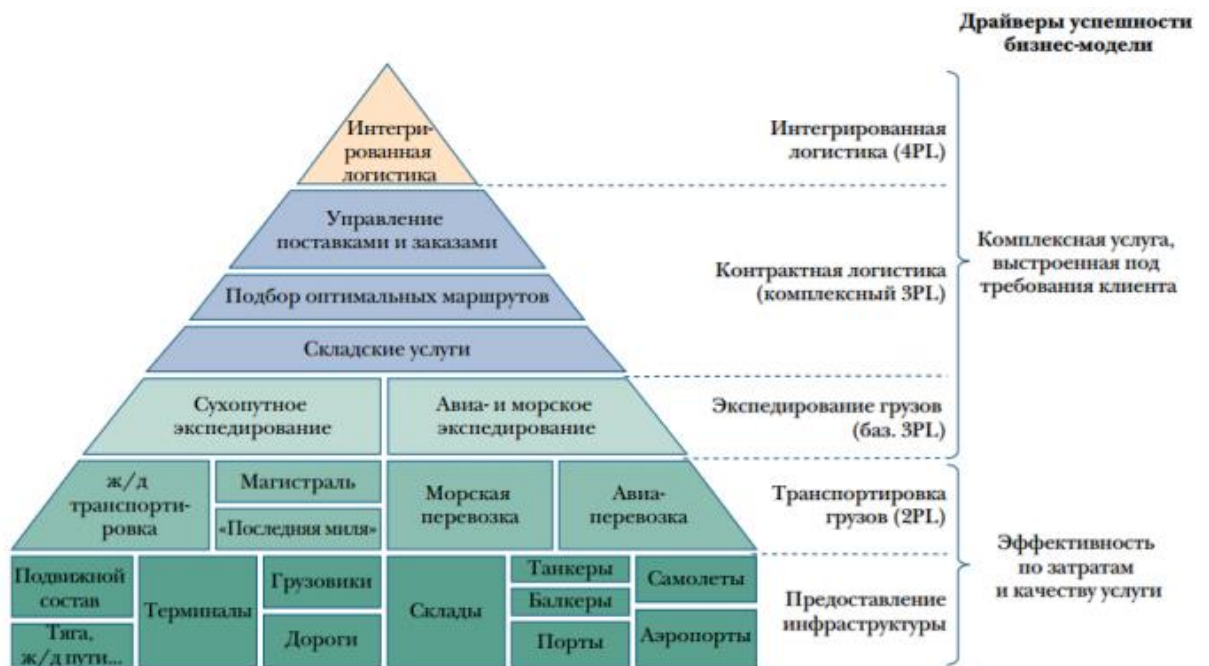 Драйверы успешности
бизнес-модели
Интегри-
рованная
логистика
Интегрированная
логистика (4PL)
Управление
поставками и заказами
Подбор оптимальных маршрутов
Складские услуги
Контрактная логистика
(комплексный 3PL)
Комплексная услуга,
выстроенная под
требования клиента
Сухопутное
экспедирование
Авиа- и морское
экспедирование
Экспедирование грузов
(баз. 3PL)
ж/д
транспорти-
ровка
Магистраль
«Последняя миля»
Морская
перевозка
Авиа-
перевозка
Транспортировка
грузов (2PL)
Эффективность
по затратам
и качеству услуги
Подвижной
состав
Тяга,
ж/д пути...
Терминалы
Грузовики
Дороги
Склады
Танкеры
Балкеры
Порты
Самолеты
Аэропорты
Предоставление
инфраструктуры